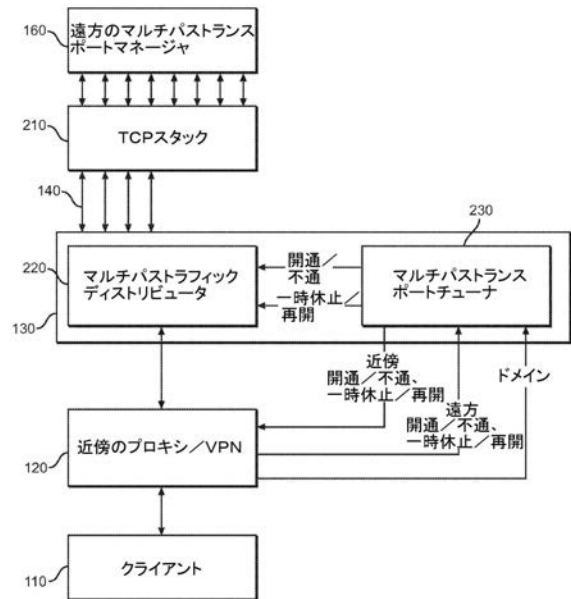 160
遠方のマルチパストランス
ポートマネージャ
210
TCPスタック
140
230
220
マルチパストラフィック
ディストリビュータ
開通／
不通
一時休止／
再開
マルチパストランス
ポートチューナ
130
近傍
開通／不通、
一時休止／再開
遠方
開通／不通、
一時休止／再開
ドメイン
120
近傍のプロキシ／VPN
110
クライアント